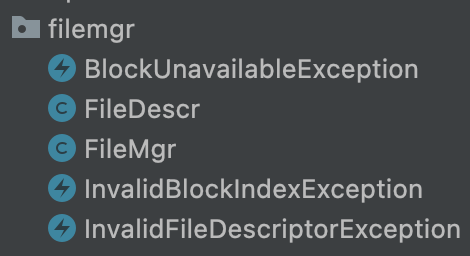 filemgr
BlockUnavailableException
FileDescr
FileMgr
InvalidBlockIndexException
InvalidFileDescriptorException